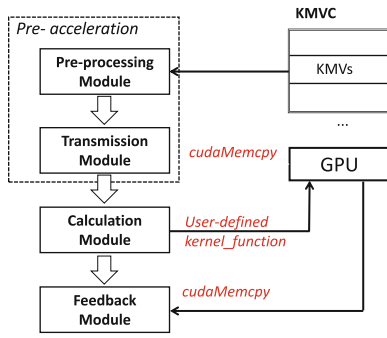 KMVC
Pre- acceleration
Pre-processing
Module
KMVs
...
Transmission
Module
cudaMemcpy
GPU
Calculation
Module
User-defined
kernel_function
Feedback
Module
cudaMemcpy